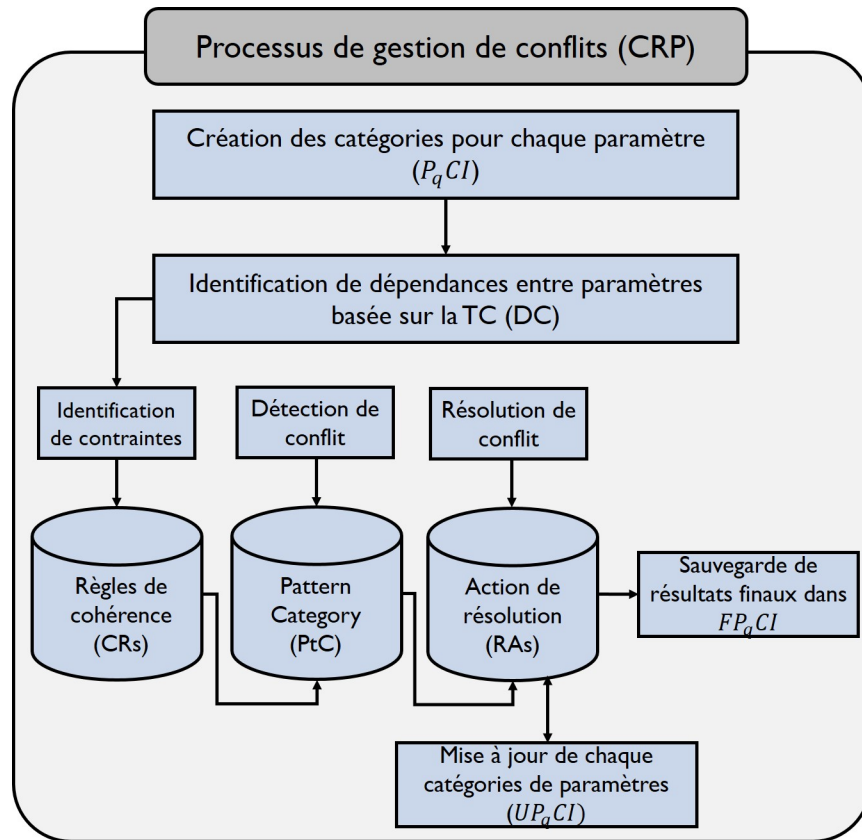 Processus de gestion de conflits (CRP)
Création des catégories pour chaque paramètre
(P_qCI)
Identification de dépendances entre paramètres
basée sur la TC (DC)
Identification
de contraintes
Détection de
conflit
Résolution de
conflit
Règles de
cohérence
(CRs)
Pattern
Category
(PtC)
Action de
résolution
(RAs)
Sauvegarde de
résultats finaux dans
FP_qCI
Mise à jour de chaque
catégories de paramètres
(UP_qCI)